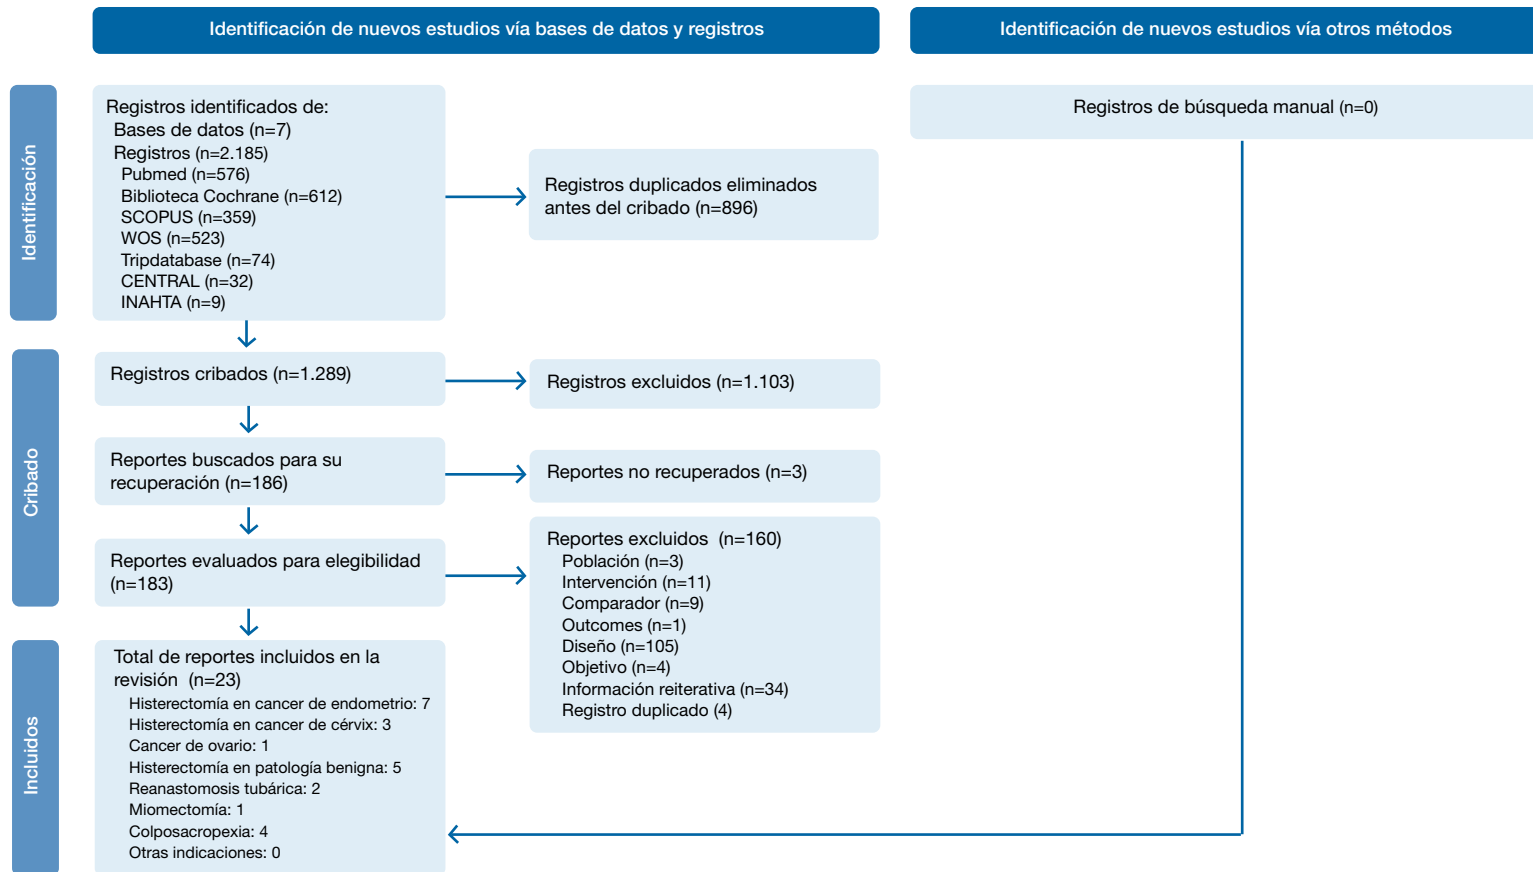 Identificación de nuevos estudios vía bases de datos y registros
Identificación de nuevos estudios vía otros métodos
Identificación
Registros identificados de:
Bases de datos (n=7)
Registros (n=2.185)
Pubmed (n=576)
Biblioteca Cochrane (n=612)
SCOPUS (n=359)
WOS (n=523)
Tripdatabase (n=74)
CENTRAL (n=32)
INAHTA (n=9)
Registros duplicados eliminados
antes del cribado (n=896)
Registros de búsqueda manual (n=0)
Cribado
Registros cribados (n=1.289)
Registros excluidos (n=1.103)
Reportes buscados para su
recuperación (n=186)
Reportes no recuperados (n=3)
Reportes evaluados para elegibilidad
(n=183)
Reportes excluidos (n=160)
Población (n=3)
Intervención (n=11)
Comparador (n=9)
Outcomes (n=1)
Diseño (n=105)
Objetivo (n=4)
Información reiterativa (n=34)
Registro duplicado (4)
Incluidos
Total de reportes incluidos en la
revisión (n=23)
Histerectomía en cancer de endometrio: 7
Histerectomía en cancer de cérvix: 3
Cancer de ovario: 1
Histerectomía en patología benigna: 5
Reanastomosis tubárica: 2
Miomectomía: 1
Colposacropexia: 4
Otras indicaciones: 0